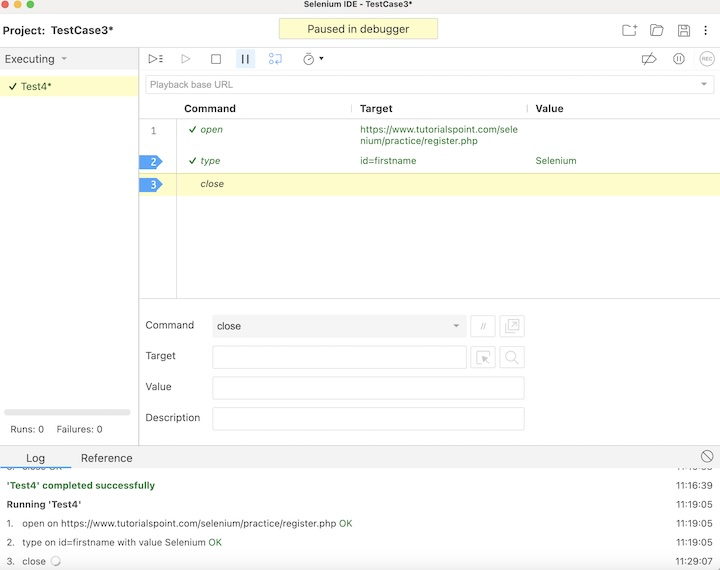 Selenium IDE - TestCase3*
Project: TestCase3*
Paused in debugger
Executing
REC
Test4*
Playback base URL
Command Target Value
1 open https://www.tutorialspoint.com/sele
nium/practice/register.php
2 type id=firstname Selenium
3 close
Command close //
Target
Value
Description
Runs: 0 Failures: 0
Log Reference
'Test4' completed successfully 11:16:39
Running 'Test4' 11:19:05
1. open on https://www.tutorialspoint.com/selenium/practice/register.php OK 11:19:05
2. type on id=firstname with value Selenium OK 11:19:05
3. close 11:29:07